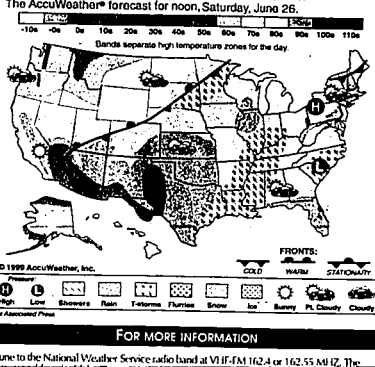 The AccuWeather® forecast for noon, Saturday, June 26.
-10s -0s 0s 10s 20s 30s 40s 50s 60s 70s 80s 90s 100s 110s
Bands separate high temperature zones for the day.
H
L
FRONTS:
COLD WARM STATIONARY
© 1999 AccuWeather, Inc.
Pressure:
H L
High Low Showers Rain T-storms Flurries Snow Ice Sunny Pt. Cloudy Cloudy
Associated Press
FOR MORE INFORMATION
une to the National Weather Service radio band at VHF-FM 162.4 or 162.55 MHZ. The